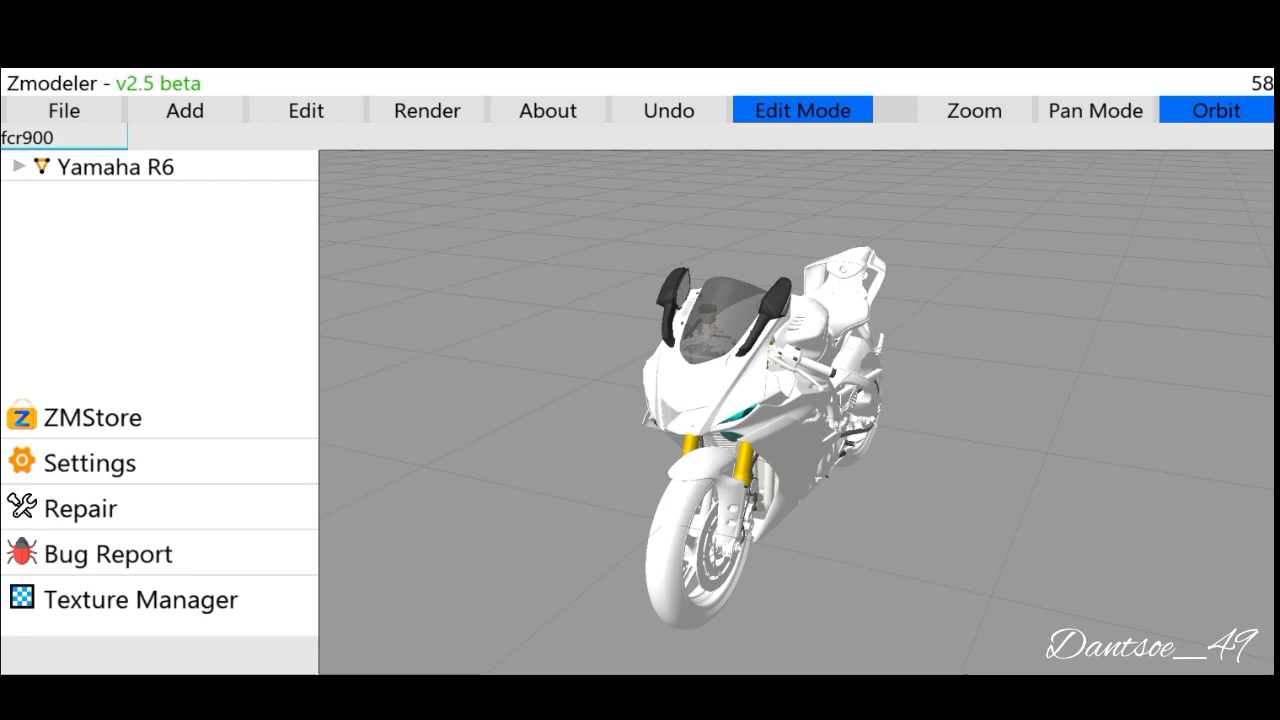 Zmodeler - v2.5 beta 58
File Add Edit Render About Undo Edit Mode Zoom Pan Mode Orbit
fcr900
Yamaha R6
ZMStore
Settings
Repair
Bug Report
Texture Manager
Dantsoe_49